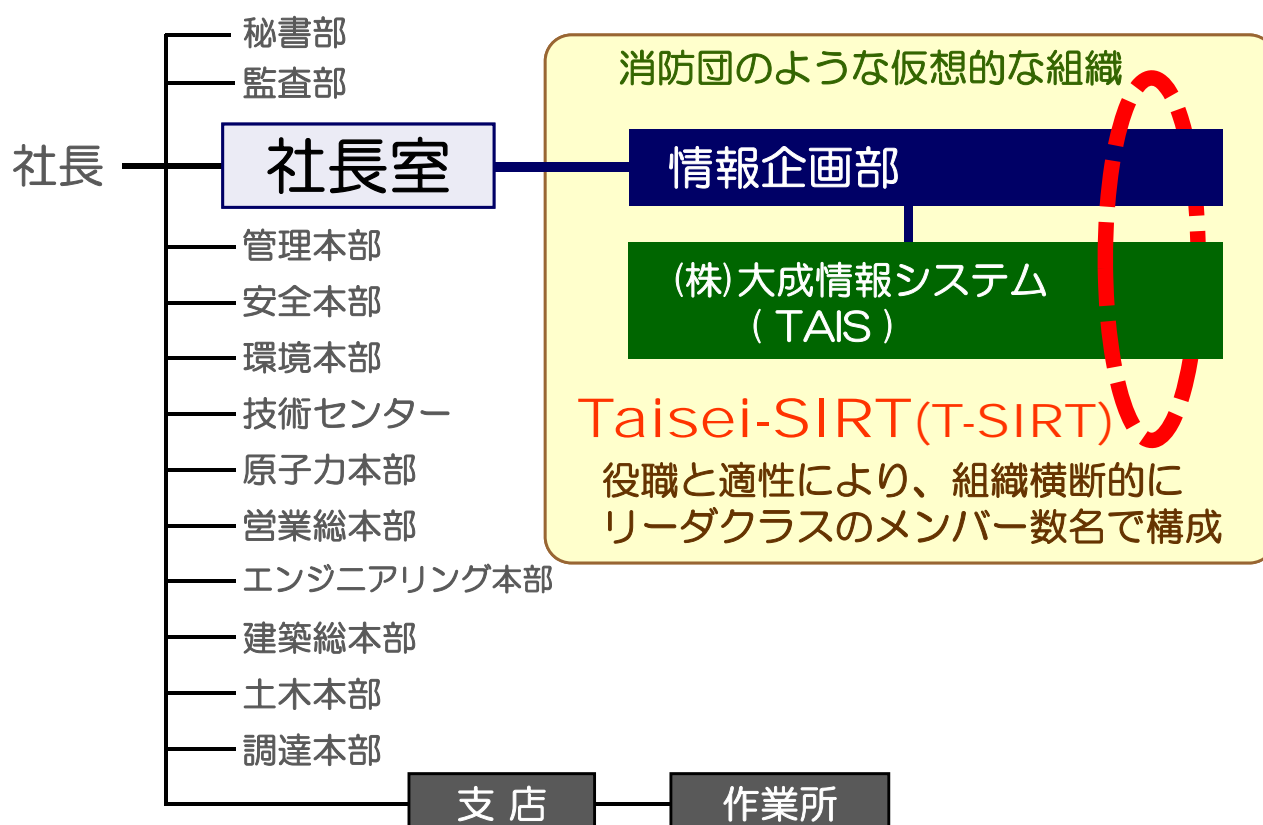 秘書部
監査部
社長
社長室
管理本部
安全本部
環境本部
技術センター
原子力本部
営業総本部
エンジニアリング本部
建築総本部
土木本部
調達本部
支店
作業所
消防団のような仮想的な組織
情報企画部
(株)大成情報システム
( TAIS )
Taisei-SIRT(T-SIRT)
役職と適性により、組織横断的に
リーダクラスのメンバー数名で構成